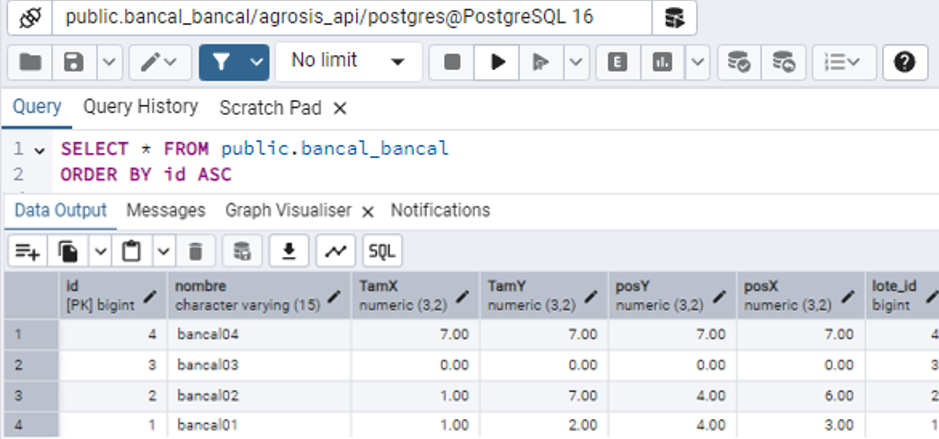 public.bancal_bancal/agrosis_api/postgres@PostgreSQL 16
No limit E SQL ?
Query Query History Scratch Pad ×
1 SELECT * FROM public.bancal_bancal
2 ORDER BY id ASC
Data Output Messages Graph Visualiser × Notifications
SQL
id nombre TamX TamY posY posX lote_id
[PK] bigint character varying (15) numeric (3,2) numeric (3,2) numeric (3,2) numeric (3,2) bigint
1 4 bancal04 7.00 7.00 7.00 7.00 4
2 3 bancal03 0.00 0.00 0.00 0.00 3
3 2 bancal02 1.00 7.00 4.00 6.00 2
4 1 bancal01 1.00 2.00 4.00 3.00 1